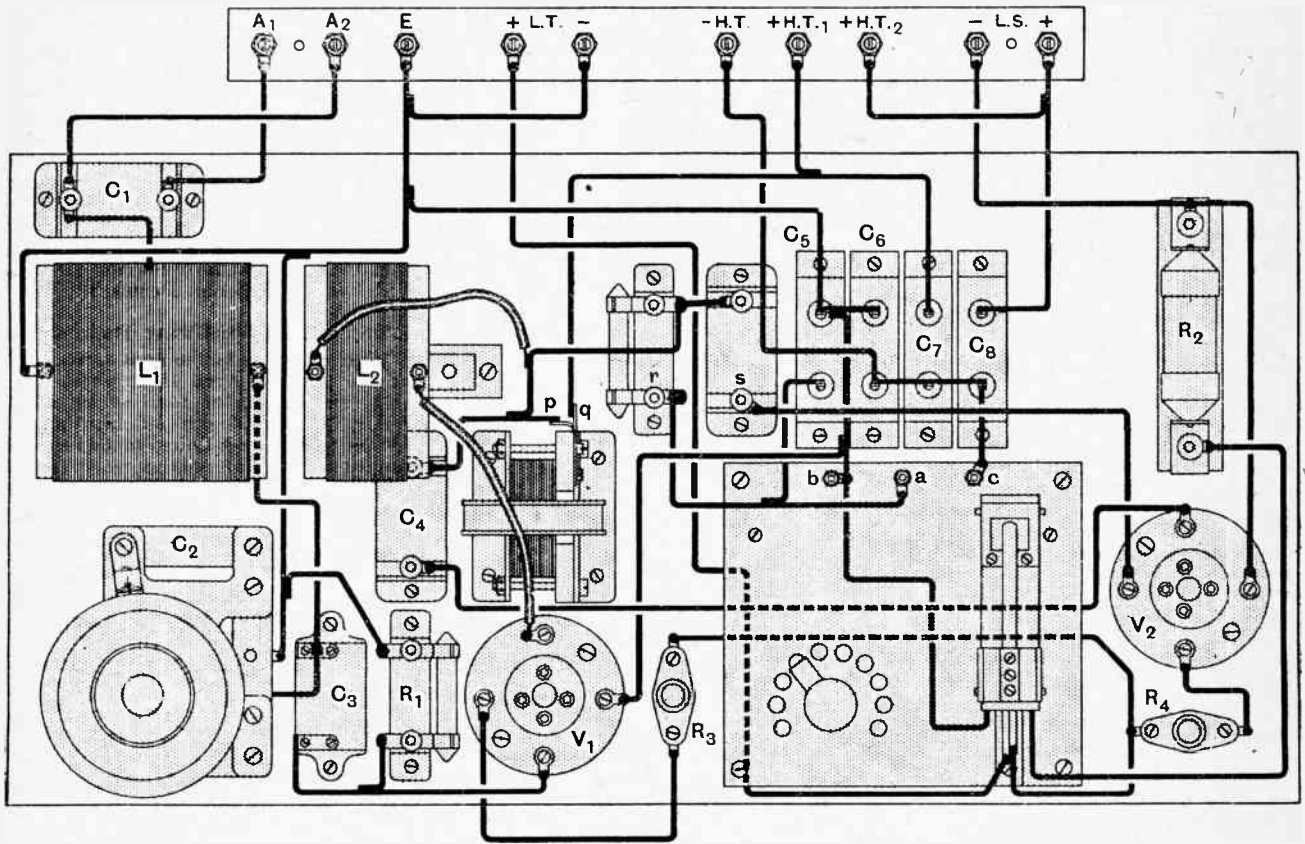 A1 A2 E + L.T. - -H.T. +H.T.1 +H.T.2 - L.S. +
C1
C5 C6
R2
L1 L2 C7 C8
r s
p q
b a c
C4
C2
V2
C3 R1 V1 R3 R4